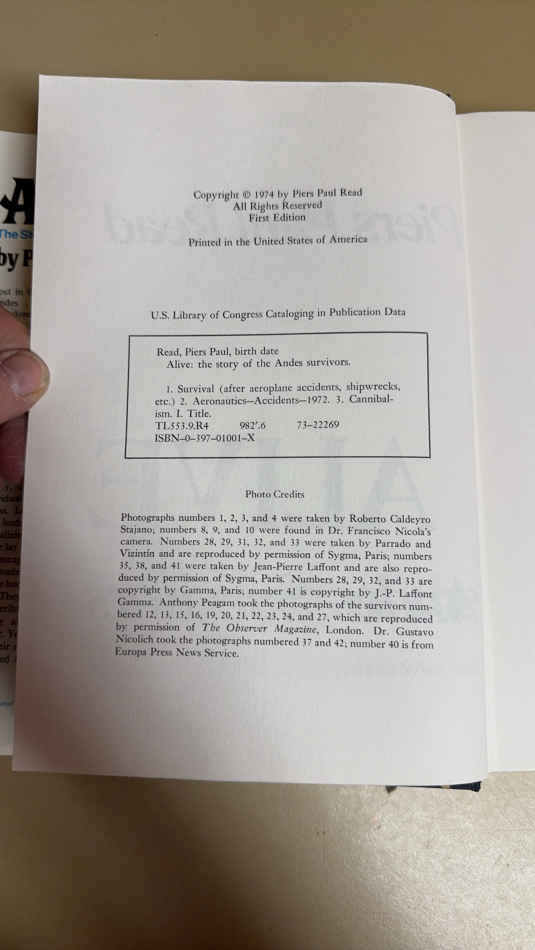 Copyright © 1974 by Piers Paul Read
All Rights Reserved
First Edition
Printed in the United States of America
U.S. Library of Congress Cataloging in Publication Data
Read, Piers Paul, birth date
Alive: the story of the Andes survivors.
1. Survival (after aeroplane accidents, shipwrecks,
etc.) 2. Aeronautics—Accidents—1972. 3. Cannibal-
ism. I. Title.
TL553.9.R4 982'.6 73–22269
ISBN–0–397–01001–X
Photo Credits
Photographs numbers 1, 2, 3, and 4 were taken by Roberto Caldeyro
Stajano; numbers 8, 9, and 10 were found in Dr. Francisco Nicola's
camera. Numbers 28, 29, 31, 32, and 33 were taken by Parrado and
Vizintín and are reproduced by permission of Sygma, Paris; numbers
35, 38, and 41 were taken by Jean-Pierre Laffont and are also repro-
duced by permission of Sygma, Paris. Numbers 28, 29, 32, and 33 are
copyright by Gamma, Paris; number 41 is copyright by J.-P. Laffont
Gamma. Anthony Peagam took the photographs of the survivors num-
bered 12, 13, 15, 16, 19, 20, 21, 22, 23, 24, and 27, which are reproduced
by permission of The Observer Magazine, London. Dr. Gustavo
Nicolich took the photographs numbered 37 and 42; number 40 is from
Europa Press News Service.